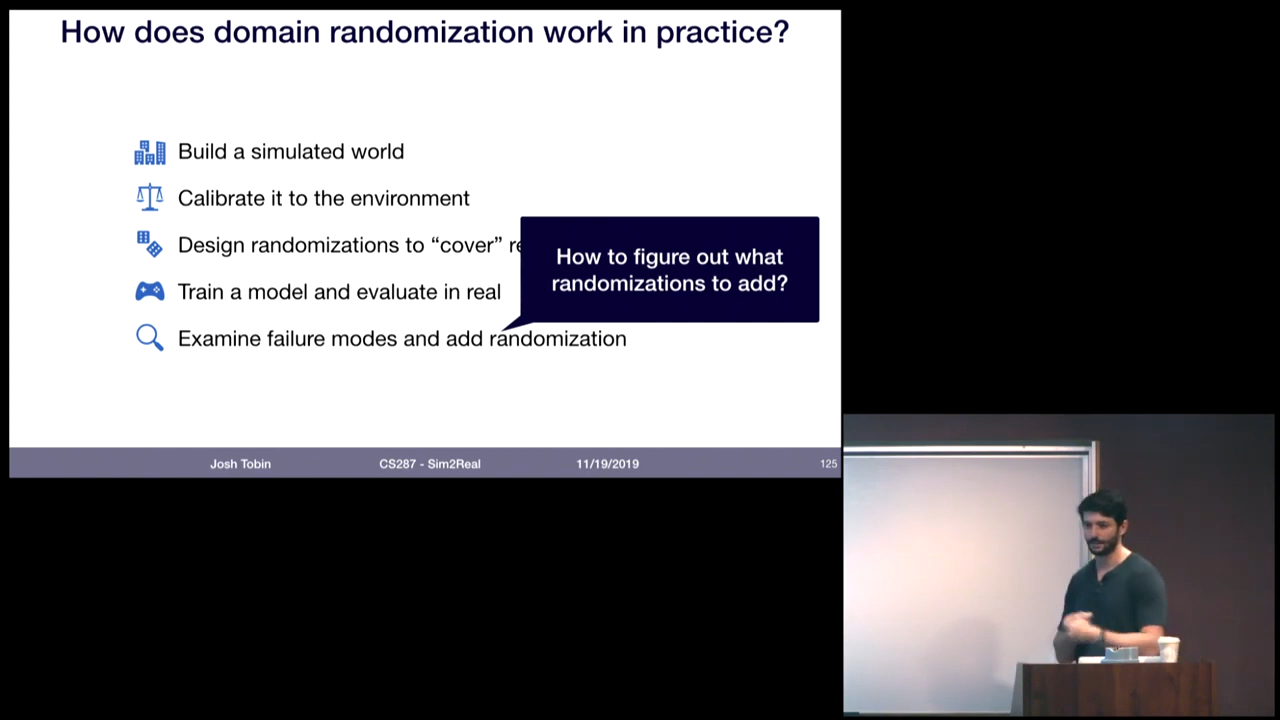 How does domain randomization work in practice?
Build a simulated world
Calibrate it to the environment
Design randomizations to “cover” re
How to figure out what
randomizations to add?
Train a model and evaluate in real
Examine failure modes and add randomization
Josh Tobin CS287 - Sim2Real 11/19/2019 125